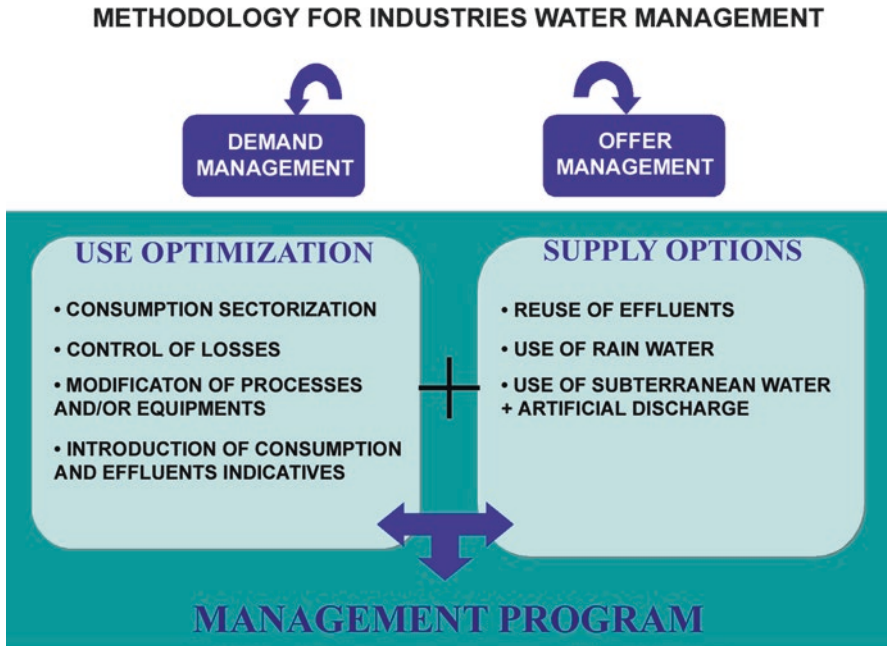 METHODOLOGY FOR INDUSTRIES WATER MANAGEMENT
DEMAND
MANAGEMENT
OFFER
MANAGEMENT
USE OPTIMIZATION
• CONSUMPTION SECTORIZATION
• CONTROL OF LOSSES
• MODIFICATON OF PROCESSES
AND/OR EQUIPMENTS
• INTRODUCTION OF CONSUMPTION
AND EFFLUENTS INDICATIVES
SUPPLY OPTIONS
• REUSE OF EFFLUENTS
• USE OF RAIN WATER
• USE OF SUBTERRANEAN WATER
+ ARTIFICIAL DISCHARGE
MANAGEMENT PROGRAM